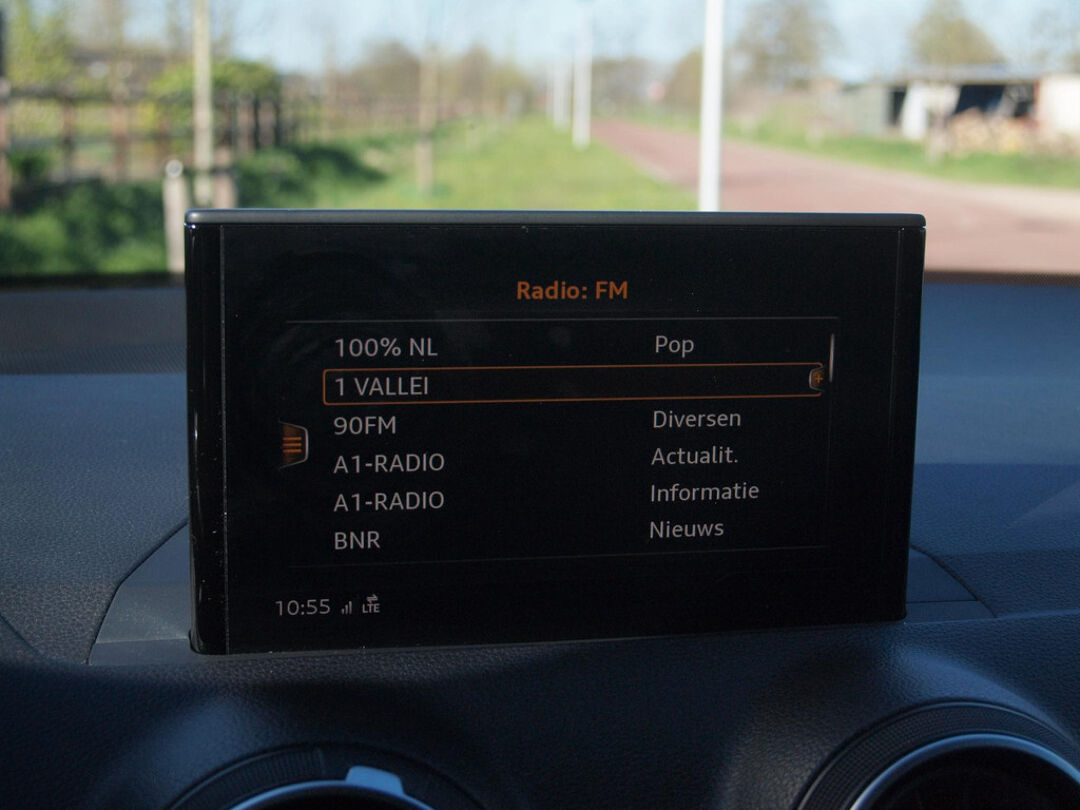 Radio: FM
100% NL Pop
1 VALLEI
90FM Diversen
A1-RADIO Actualit.
A1-RADIO Informatie
BNR Nieuws
10:55 LTE